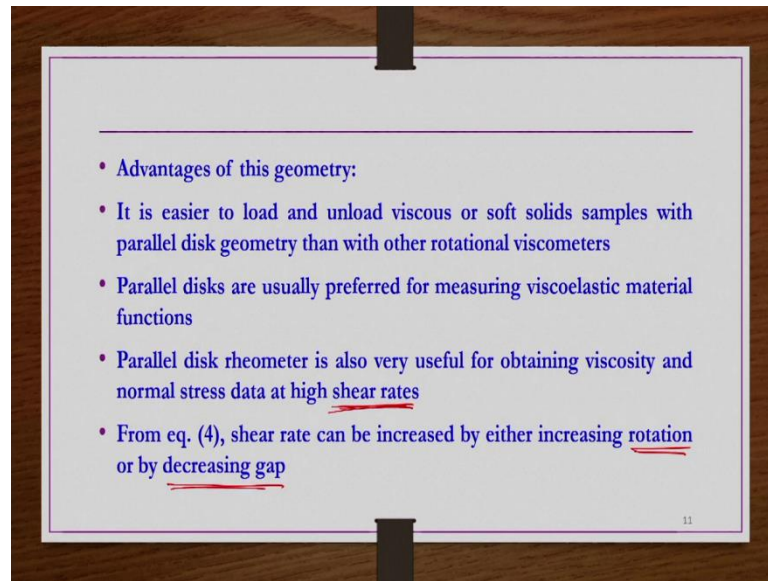 • Advantages of this geometry:
• It is easier to load and unload viscous or soft solids samples with
parallel disk geometry than with other rotational viscometers
• Parallel disks are usually preferred for measuring viscoelastic material
functions
• Parallel disk rheometer is also very useful for obtaining viscosity and
normal stress data at high shear rates
• From eq. (4), shear rate can be increased by either increasing rotation
or by decreasing gap
11